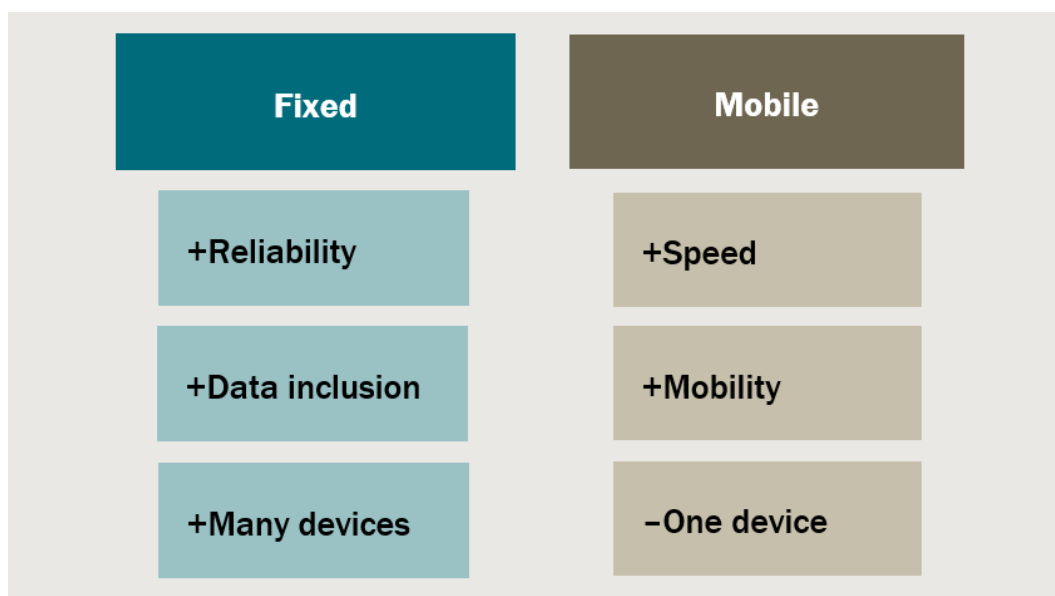 Fixed
+Reliability
+Data inclusion
+Many devices
Mobile
+Speed
+Mobility
–One device